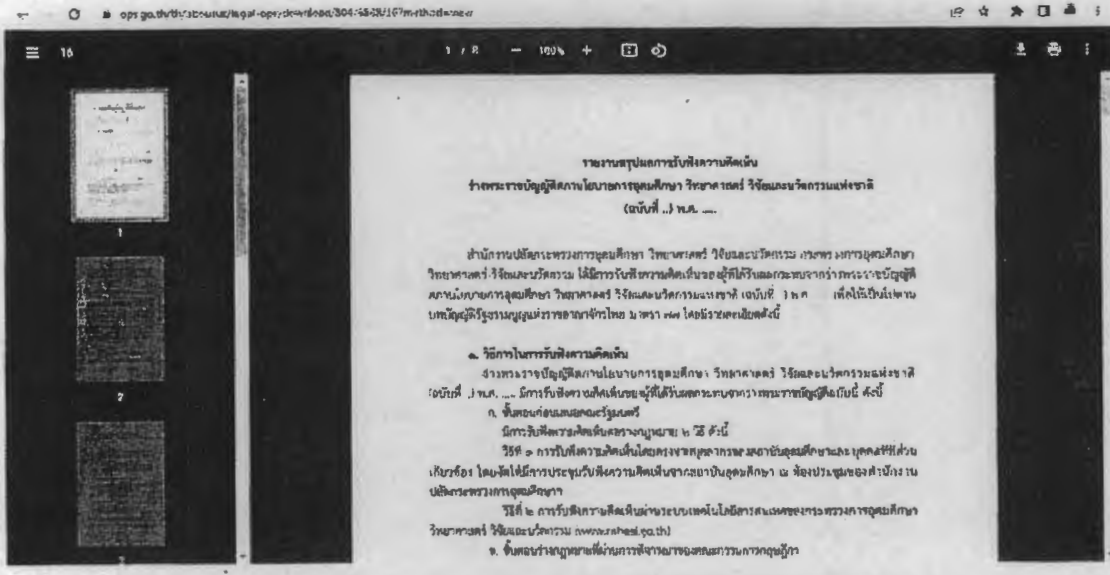 16
1 / 8
100%
1
2
รายงานสรุปผลการรับฟังความคิดเห็น
ร่างพระราชบัญญัติสภานโยบายการอุดมศึกษา วิทยาศาสตร์ วิจัยและนวัตกรรมแห่งชาติ
(ฉบับที่ ..) พ.ศ. ....
สำนักงานปลัดกระทรวงการอุดมศึกษา วิทยาศาสตร์ วิจัยและนวัตกรรม กระทรวงการอุดมศึกษา
วิทยาศาสตร์ วิจัยและนวัตกรรม ได้มีการรับฟังความคิดเห็นของผู้ที่ได้รับผลกระทบจากร่างพระราชบัญญัติ
สภานโยบายการอุดมศึกษา วิทยาศาสตร์ วิจัยและนวัตกรรมแห่งชาติ (ฉบับที่ ..) พ.ศ. .... เพื่อให้เป็นไปตาม
บทบัญญัติรัฐธรรมนูญแห่งราชอาณาจักรไทย มาตรา ๗๗ โดยมีรายละเอียดดังนี้
๑. วิธีการในการรับฟังความคิดเห็น
ร่างพระราชบัญญัติสภานโยบายการอุดมศึกษา วิทยาศาสตร์ วิจัยและนวัตกรรมแห่งชาติ
(ฉบับที่ ..) พ.ศ. .... มีการรับฟังความคิดเห็นของผู้ที่ได้รับผลกระทบจากร่างพระราชบัญญัติฉบับนี้ ดังนี้
ก. ขั้นตอนก่อนเสนอคณะรัฐมนตรี
มีการรับฟังความคิดเห็นต่อร่างกฎหมาย ๒ วิธี ดังนี้
วิธีที่ ๑ การรับฟังความคิดเห็นโดยตรงจากบุคลากรของสถาบันอุดมศึกษาและบุคคลที่มีส่วน
เกี่ยวข้อง โดยจัดให้มีการประชุมรับฟังความคิดเห็นจากสถาบันอุดมศึกษา ณ ห้องประชุมของสำนักงาน
ปลัดกระทรวงการอุดมศึกษาฯ
วิธีที่ ๒ การรับฟังความคิดเห็นผ่านระบบเทคโนโลยีสารสนเทศของกระทรวงการอุดมศึกษา
วิทยาศาสตร์ วิจัยและนวัตกรรม (www.mhesi.go.th)
ข. ขั้นตอนร่างกฎหมายที่ผ่านการพิจารณาของคณะกรรมการกฤษฎีกา